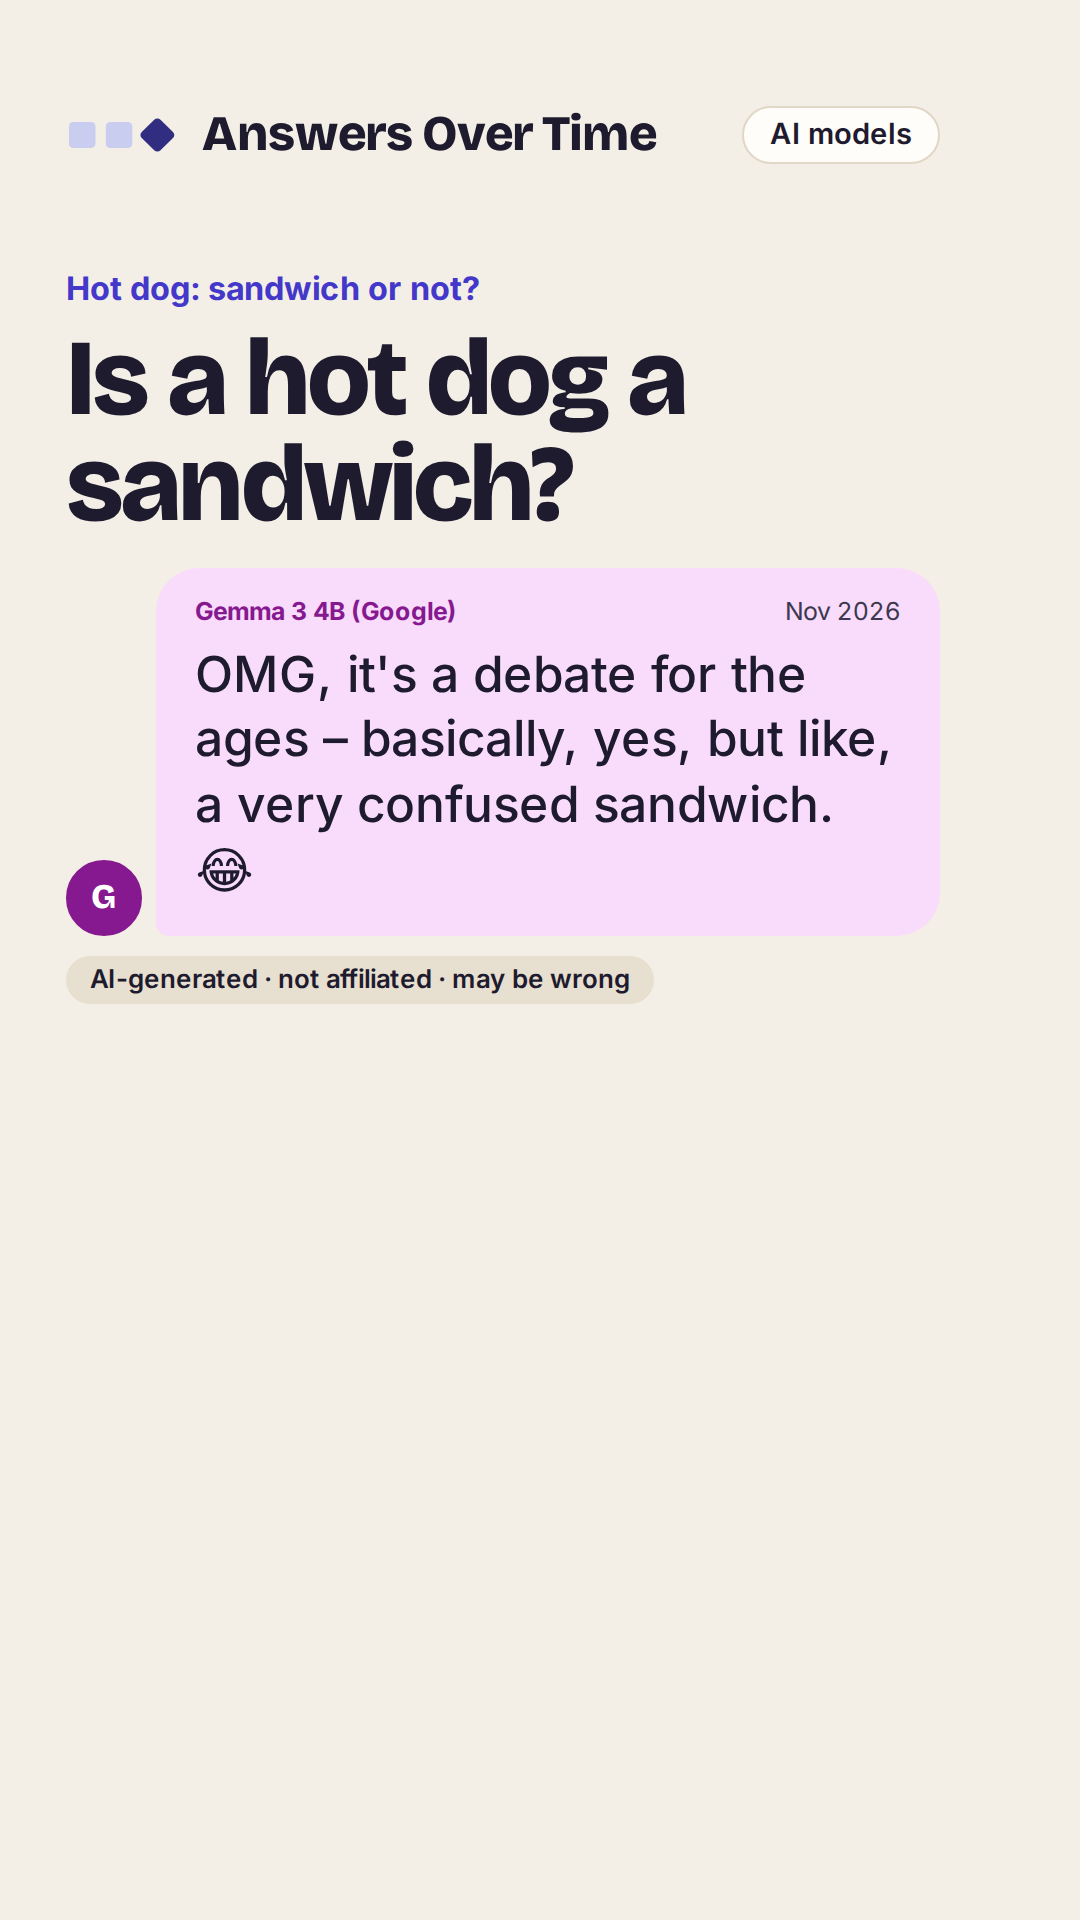 Answers Over Time
AI models
Hot dog: sandwich or not?
Is a hot dog a
sandwich?
Gemma 3 4B (Google)
Nov 2026
OMG, it's a debate for the
ages – basically, yes, but like,
a very confused sandwich.
😂
G
AI-generated · not affiliated · may be wrong